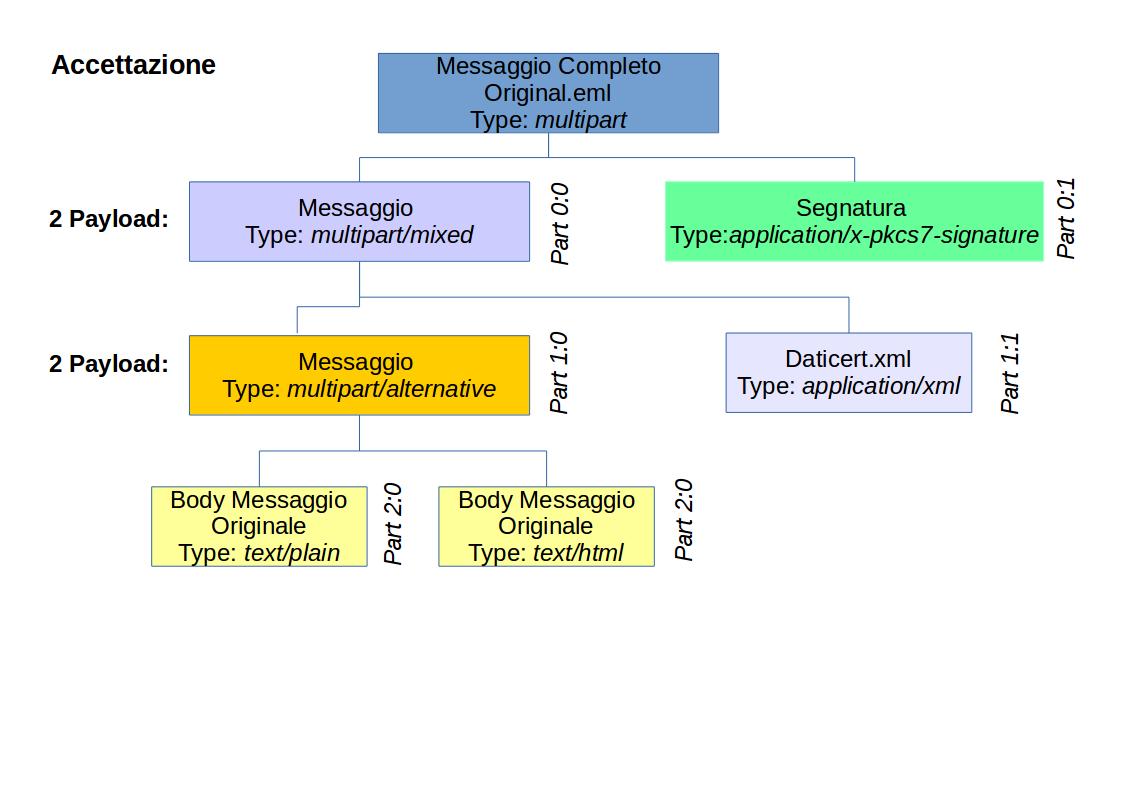 Accettazione
Messaggio Completo
Original.eml
Type: multipart
2 Payload:
Messaggio
Type: multipart/mixed
Part 0:0
Segnatura
Type:application/x-pkcs7-signature
Part 0:1
2 Payload:
Messaggio
Type: multipart/alternative
Part 1:0
Daticert.xml
Type: application/xml
Part 1:1
Body Messaggio
Originale
Type: text/plain
Part 2:0
Body Messaggio
Originale
Type: text/html
Part 2:0